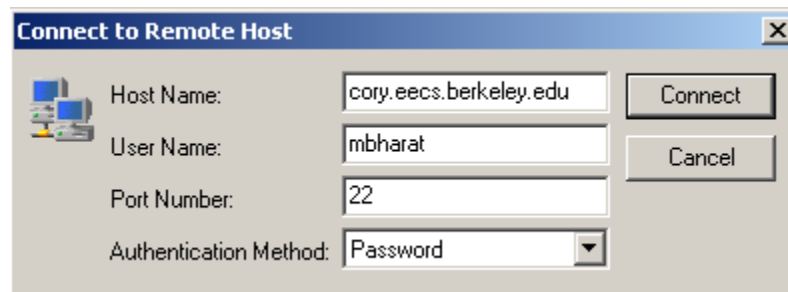 Connect to Remote Host
Host Name: cory.eecs.berkeley.edu Connect
User Name: mbharat Cancel
Port Number: 22
Authentication Method: Password